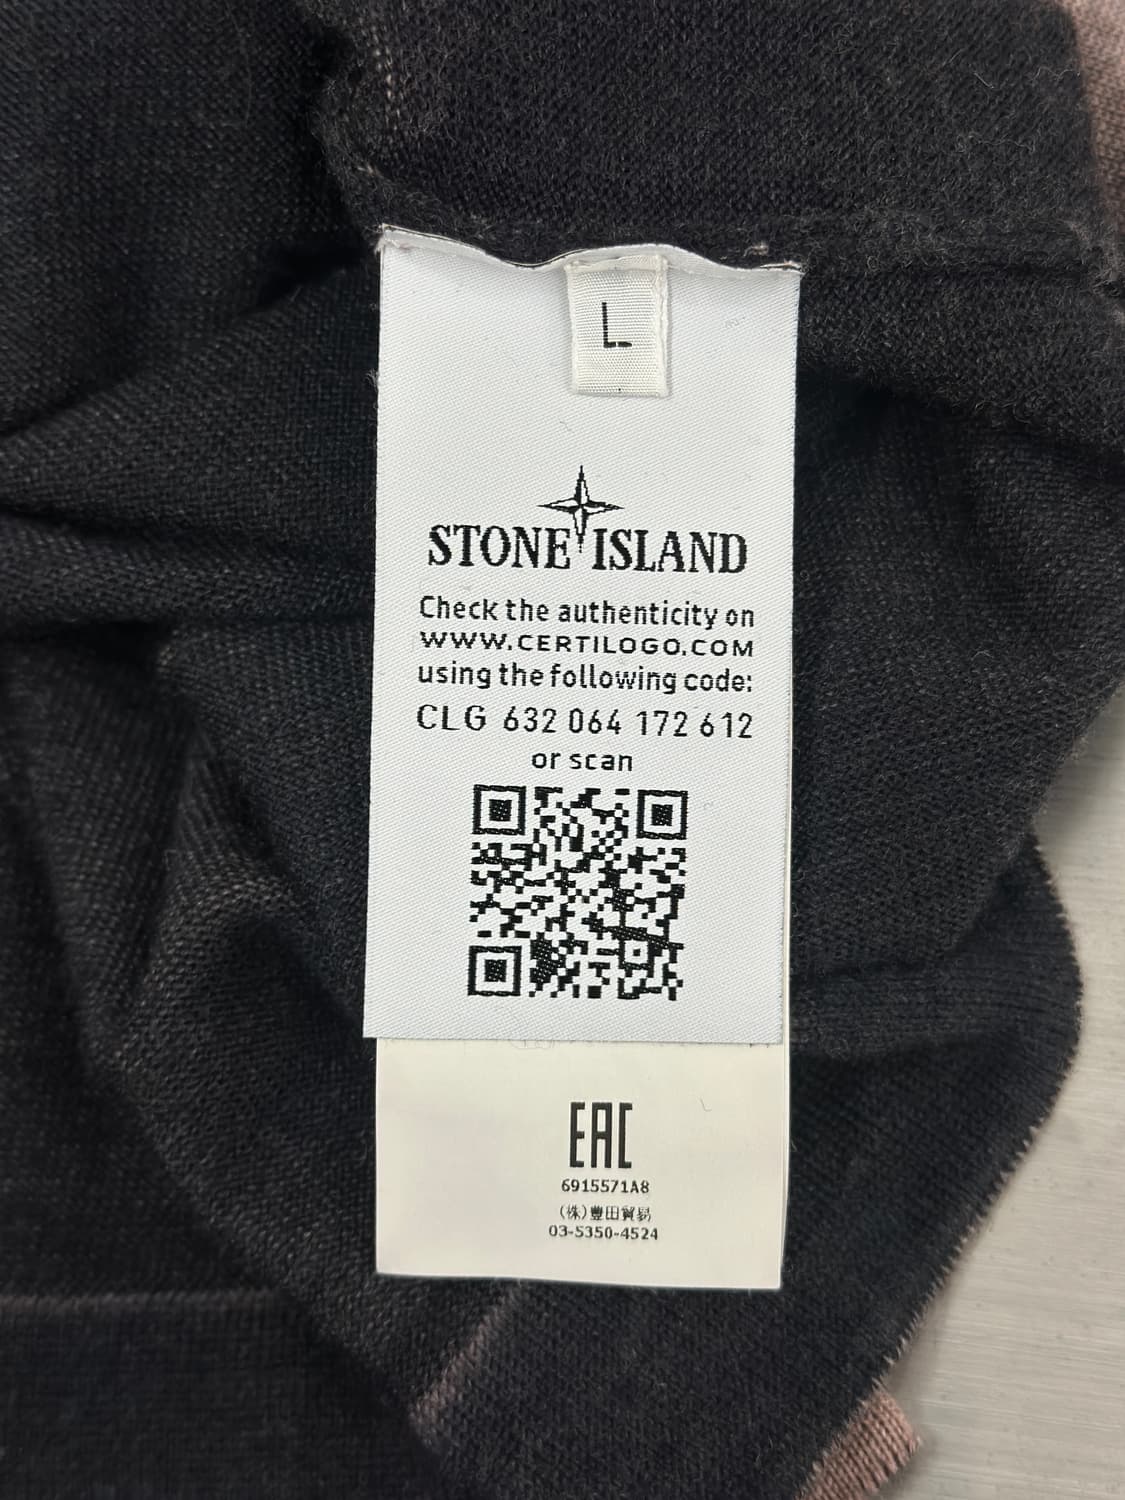 L
STONE ISLAND
Check the authenticity on
WWW.CERTILOGO.COM
using the following code:
CLG 632 064 172 612
or scan
EAC
6915571A8
(株)豊田貿易
03-5350-4524